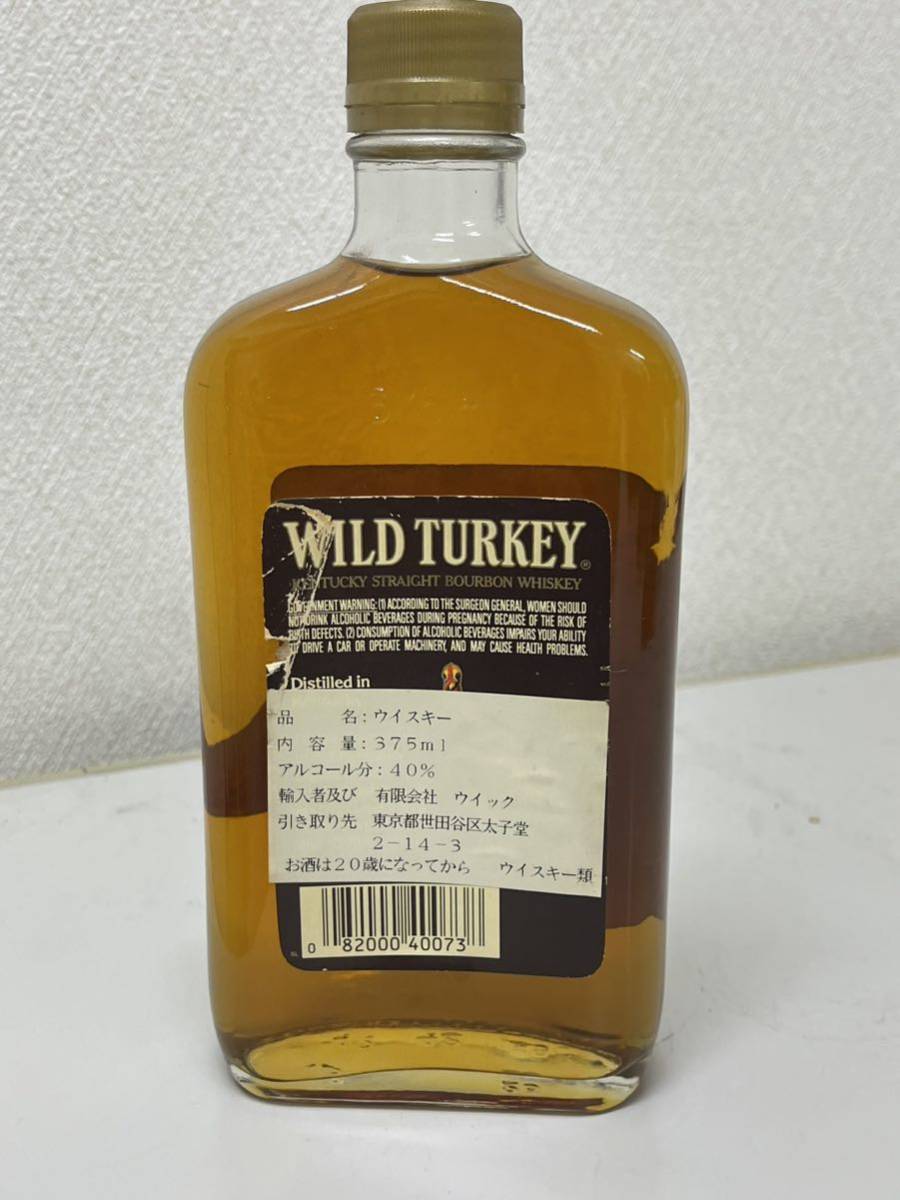 WILD TURKEY®
KENTUCKY STRAIGHT BOURBON WHISKEY
GOVERNMENT WARNING: (1) ACCORDING TO THE SURGEON GENERAL, WOMEN SHOULD
NOT DRINK ALCOHOLIC BEVERAGES DURING PREGNANCY BECAUSE OF THE RISK OF
BIRTH DEFECTS. (2) CONSUMPTION OF ALCOHOLIC BEVERAGES IMPAIRS YOUR ABILITY
TO DRIVE A CAR OR OPERATE MACHINERY, AND MAY CAUSE HEALTH PROBLEMS.
Distilled in
品　名：ウイスキー
内 容 量：375ml
アルコール分：40%
輸入者及び　有限会社　ウイック
引き取り先　東京都世田谷区太子堂
2-14-3
お酒は20歳になってから　ウイスキー類
0 82000 40073